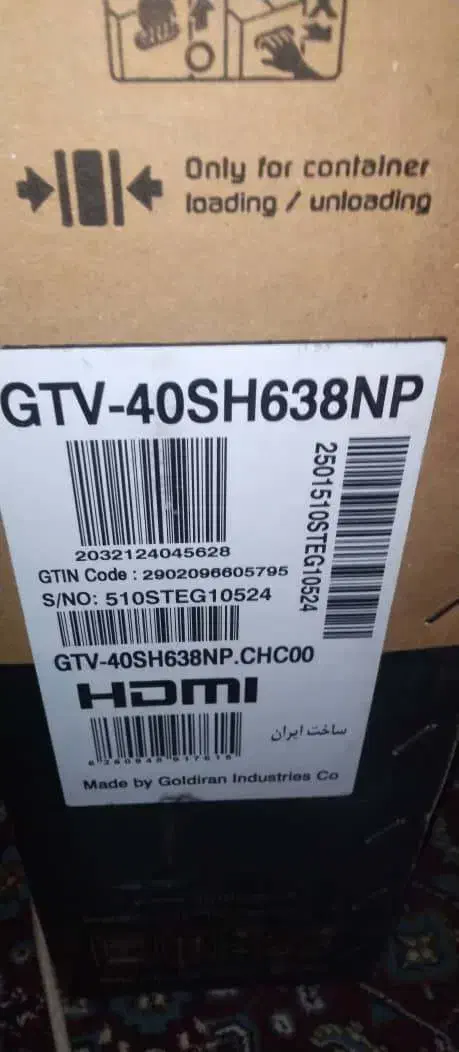 Only for container
loading / unloading
GTV-40SH638NP
2032124045628
2501510STEG10524
GTIN Code : 2902096605795
S/NO: 510STEG10524
GTV-40SH638NP.CHC00
HDMI
ساخت ایران
Made by Goldiran Industries Co